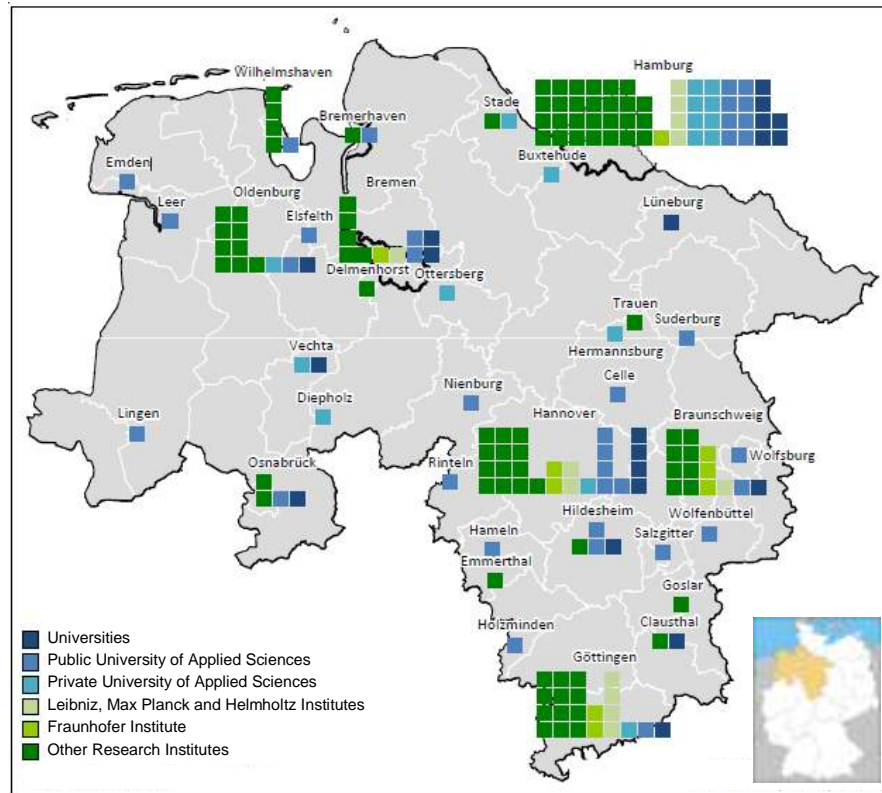 Hamburg
Wilhelmshaven
Stade
Bremerhaven
Buxtehude
Emden
Bremen
Leer
Oldenburg
Elsfelth
Lüneburg
Delmenhorst
Ottersberg
Trauen
Suderburg
Vechta
Hermannsburg
Celle
Nienburg
Diepholz
Lingen
Hannover
Braunschweig
Osnabrück
Rinteln
Wolfsburg
Hildesheim
Wolfenbüttel
Hameln
Salzgitter
Emmerthal
Goslar
Holzminden
Clausthal
Göttingen
Universities
Public University of Applied Sciences
Private University of Applied Sciences
Leibniz, Max Planck and Helmholtz Institutes
Fraunhofer Institute
Other Research Institutes